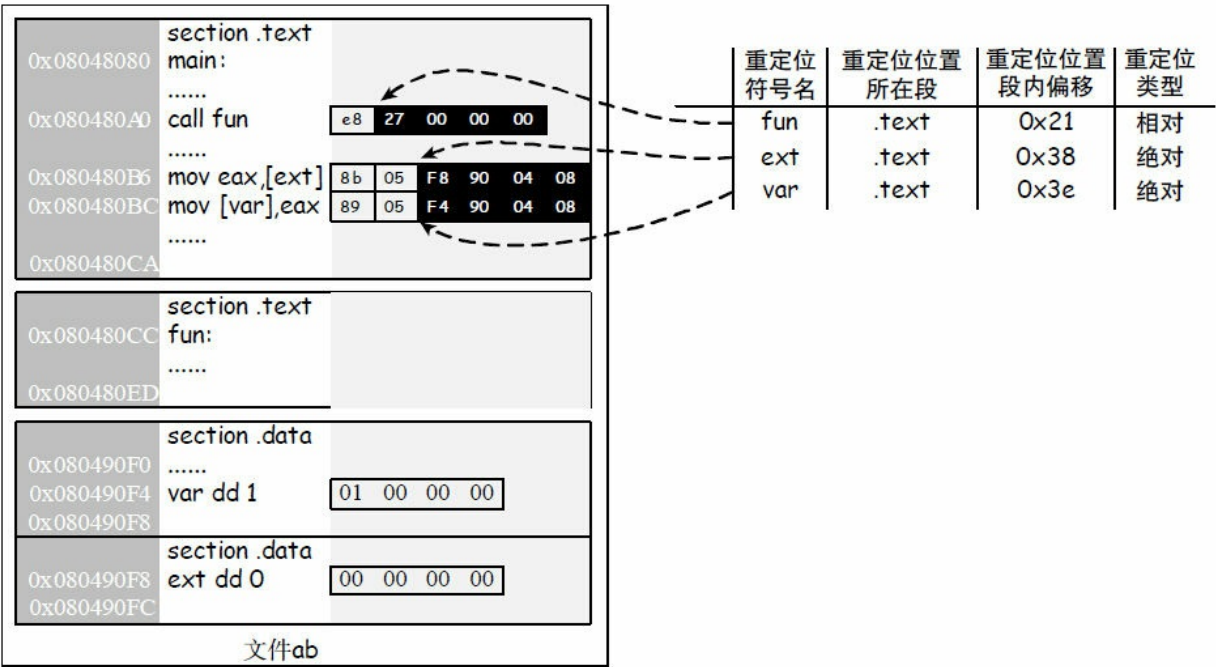 section .text
0x08048080 main:
......
0x080480A0 call fun e8 27 00 00 00
......
0x080480B6 mov eax,[ext] 8b 05 F8 90 04 08
0x080480BC mov [var],eax 89 05 F4 90 04 08
......
0x080480CA
section .text
0x080480CC fun:
......
0x080480ED
section .data
0x080490F0 ......
0x080490F4 var dd 1 01 00 00 00
0x080490F8
section .data
0x080490F8 ext dd 0 00 00 00 00
0x080490FC
文件ab
重定位符号名 重定位位置所在段 重定位位置段内偏移 重定位类型
fun .text 0x21 相对
ext .text 0x38 绝对
var .text 0x3e 绝对